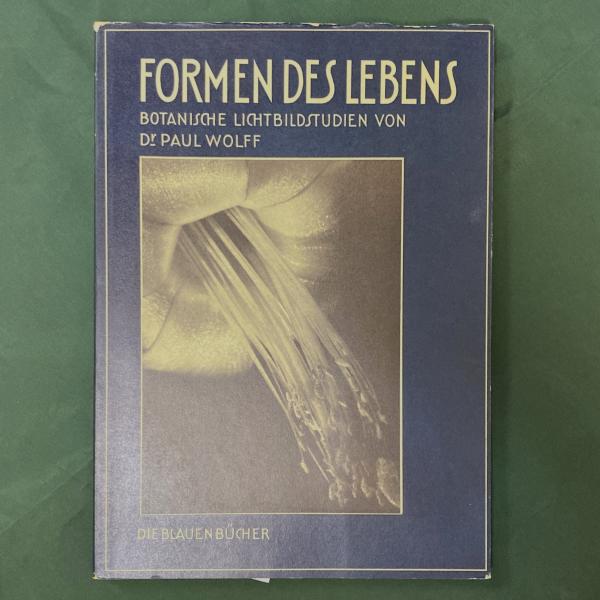 FORMEN DES LEBENS
BOTANISCHE LICHTBILDSTUDIEN VON
Dr PAUL WOLFF
DIE BLAUEN BÜCHER